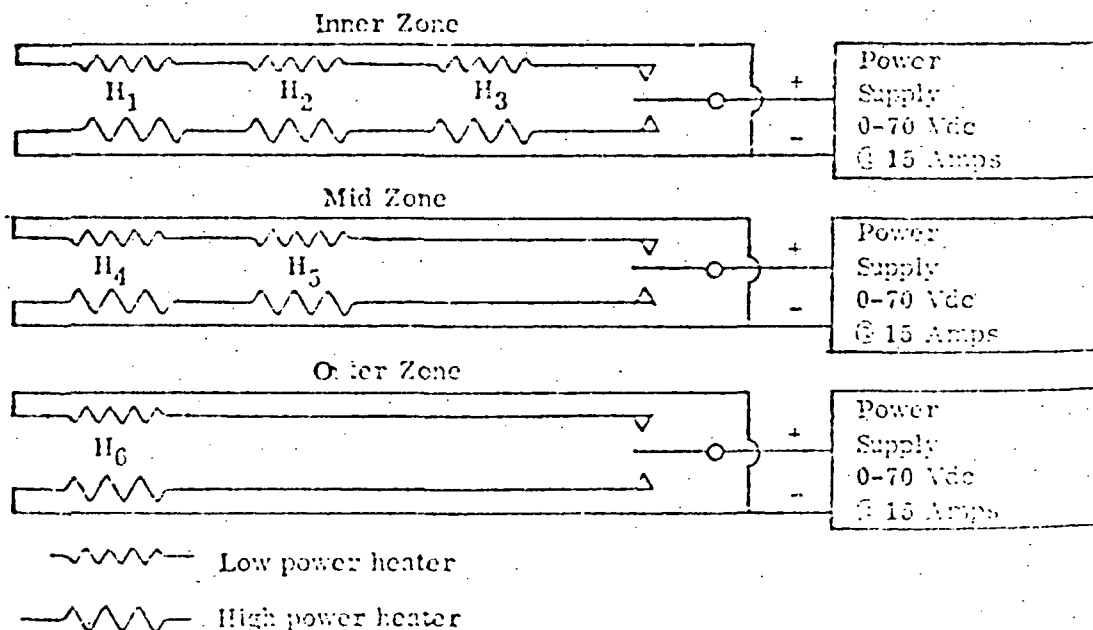 Inner Zone
H1 H2 H3
+
-
Power
Supply
0-70 Vdc
@ 15 Amps
Mid Zone
H4 H5
+
-
Power
Supply
0-70 Vdc
@ 15 Amps
Outer Zone
H6
+
-
Power
Supply
0-70 Vdc
@ 15 Amps
Low power heater
High power heater